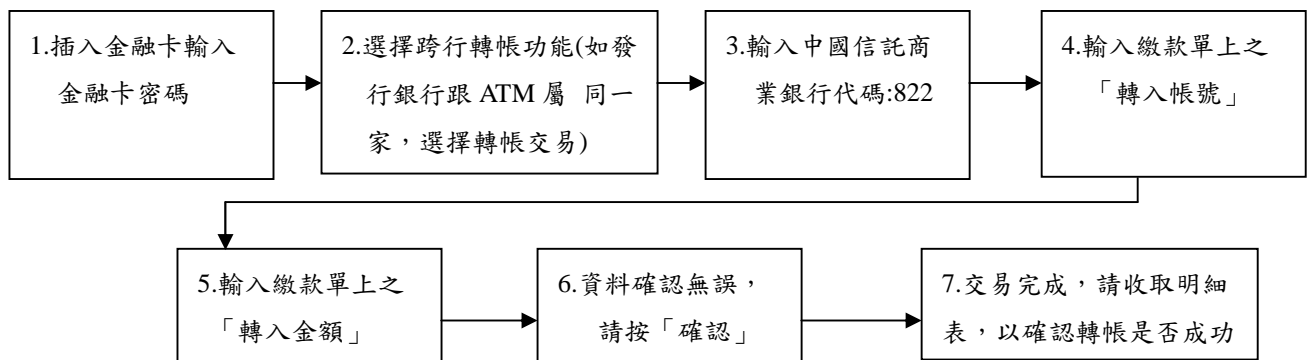 1.插入金融卡輸入
金融卡密碼
2.選擇跨行轉帳功能(如發
行銀行跟 ATM 屬 同一
家，選擇轉帳交易)
3.輸入中國信託商
業銀行代碼:822
4.輸入繳款單上之
「轉入帳號」
5.輸入繳款單上之
「轉入金額」
6.資料確認無誤，
請按「確認」
7.交易完成，請收取明細
表，以確認轉帳是否成功